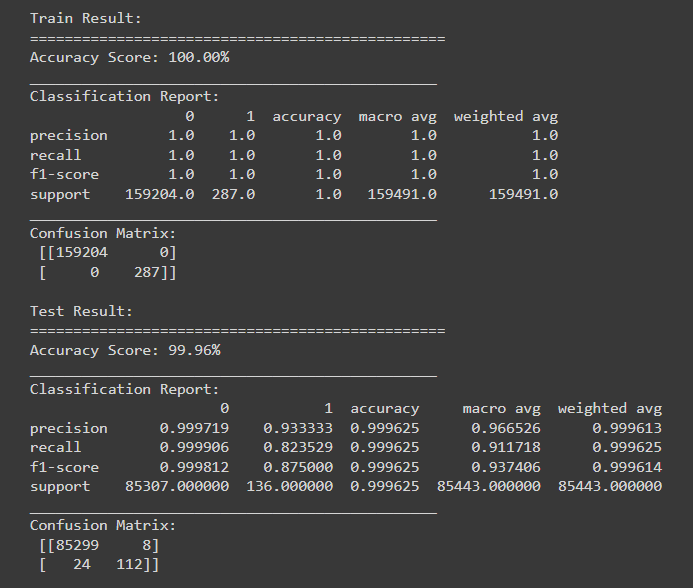 Train Result:
================================================
Accuracy Score: 100.00%
_______________________________________________
Classification Report:
                  0      1  accuracy  macro avg  weighted avg
precision       1.0    1.0       1.0        1.0           1.0
recall          1.0    1.0       1.0        1.0           1.0
f1-score        1.0    1.0       1.0        1.0           1.0
support    159204.0  287.0       1.0   159491.0      159491.0
_______________________________________________
Confusion Matrix: 
 [[159204      0]
 [     0    287]]

Test Result:
================================================
Accuracy Score: 99.96%
_______________________________________________
Classification Report:
                      0           1  accuracy     macro avg  weighted avg
precision      0.999719    0.933333  0.999625      0.966526      0.999613
recall         0.999906    0.823529  0.999625      0.911718      0.999625
f1-score       0.999812    0.875000  0.999625      0.937406      0.999614
support    85307.000000  136.000000  0.999625  85443.000000  85443.000000
_______________________________________________
Confusion Matrix: 
 [[85299     8]
 [   24   112]]